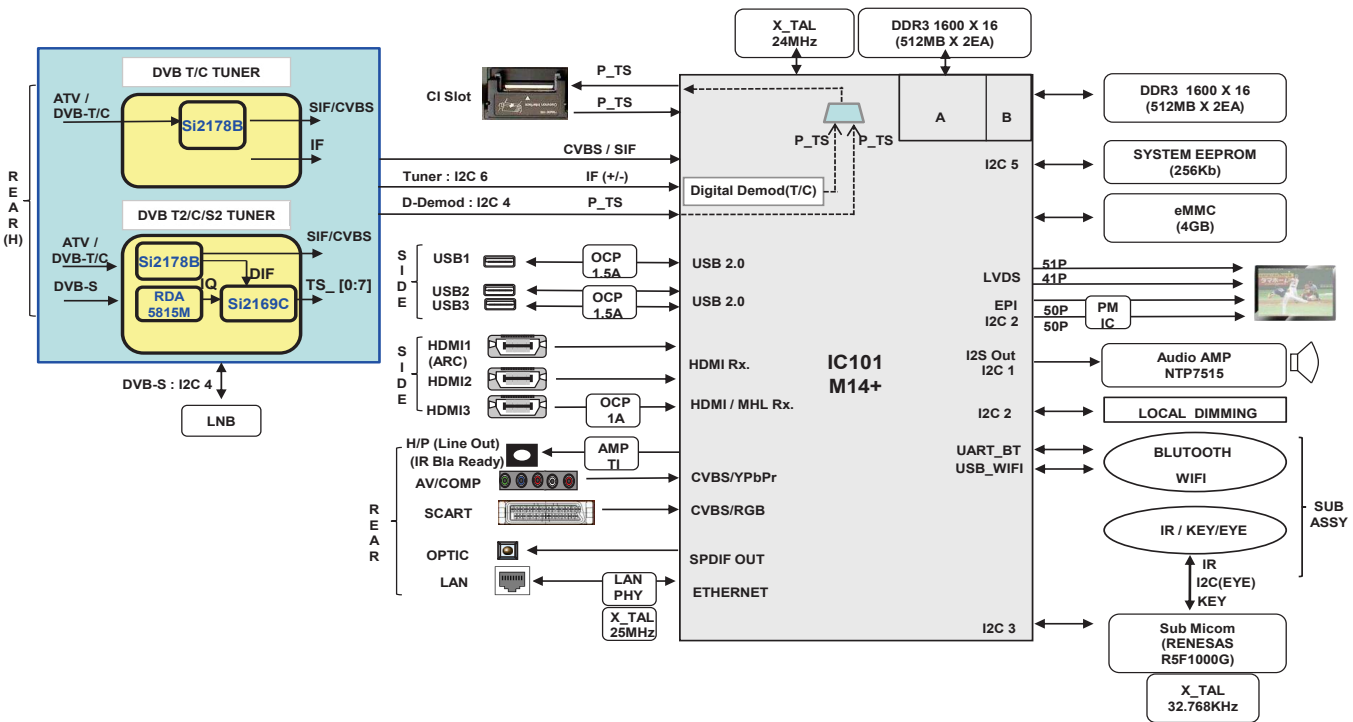 X_TAL
24MHz
DDR3 1600 X 16
(512MB X 2EA)
DVB T/C TUNER
ATV /
DVB-T/C
Si2178B
SIF/CVBS
IF
REAR
(H)
DVB T2/C/S2 TUNER
ATV /
DVB-T/C
DVB-S
Si2178B
SIF/CVBS
DIF
IQ
RDA
5815M
Si2169C
TS_ [0:7]
DVB-S : I2C 4
LNB
CI Slot
P_TS
P_TS
CVBS / SIF
Tuner : I2C 6
IF (+/-)
D-Demod : I2C 4
P_TS
P_TS
P_TS
Digital Demod(T/C)
A
B
SIDE
USB1
OCP
1.5A
USB 2.0
USB2
USB3
OCP
1.5A
USB 2.0
SIDE
HDMI1
(ARC)
HDMI2
HDMI3
OCP
1A
HDMI Rx.
HDMI / MHL Rx.
IC101
M14+
REAR
H/P (Line Out)
(IR Bla Ready)
AMP
TI
AV/COMP
CVBS/YPbPr
SCART
CVBS/RGB
OPTIC
SPDIF OUT
LAN
LAN
PHY
ETHERNET
X_TAL
25MHz
DDR3 1600 X 16
(512MB X 2EA)
I2C 5
SYSTEM EEPROM
(256Kb)
eMMC
(4GB)
LVDS
51P
41P
EPI
I2C 2
50P
50P
PM
IC
I2S Out
I2C 1
Audio AMP
NTP7515
I2C 2
LOCAL DIMMING
UART_BT
USB_WIFI
BLUTOOTH
WIFI
SUB
ASSY
IR / KEY/EYE
IR
I2C(EYE)
KEY
I2C 3
Sub Micom
(RENESAS
R5F1000G)
X_TAL
32.768KHz